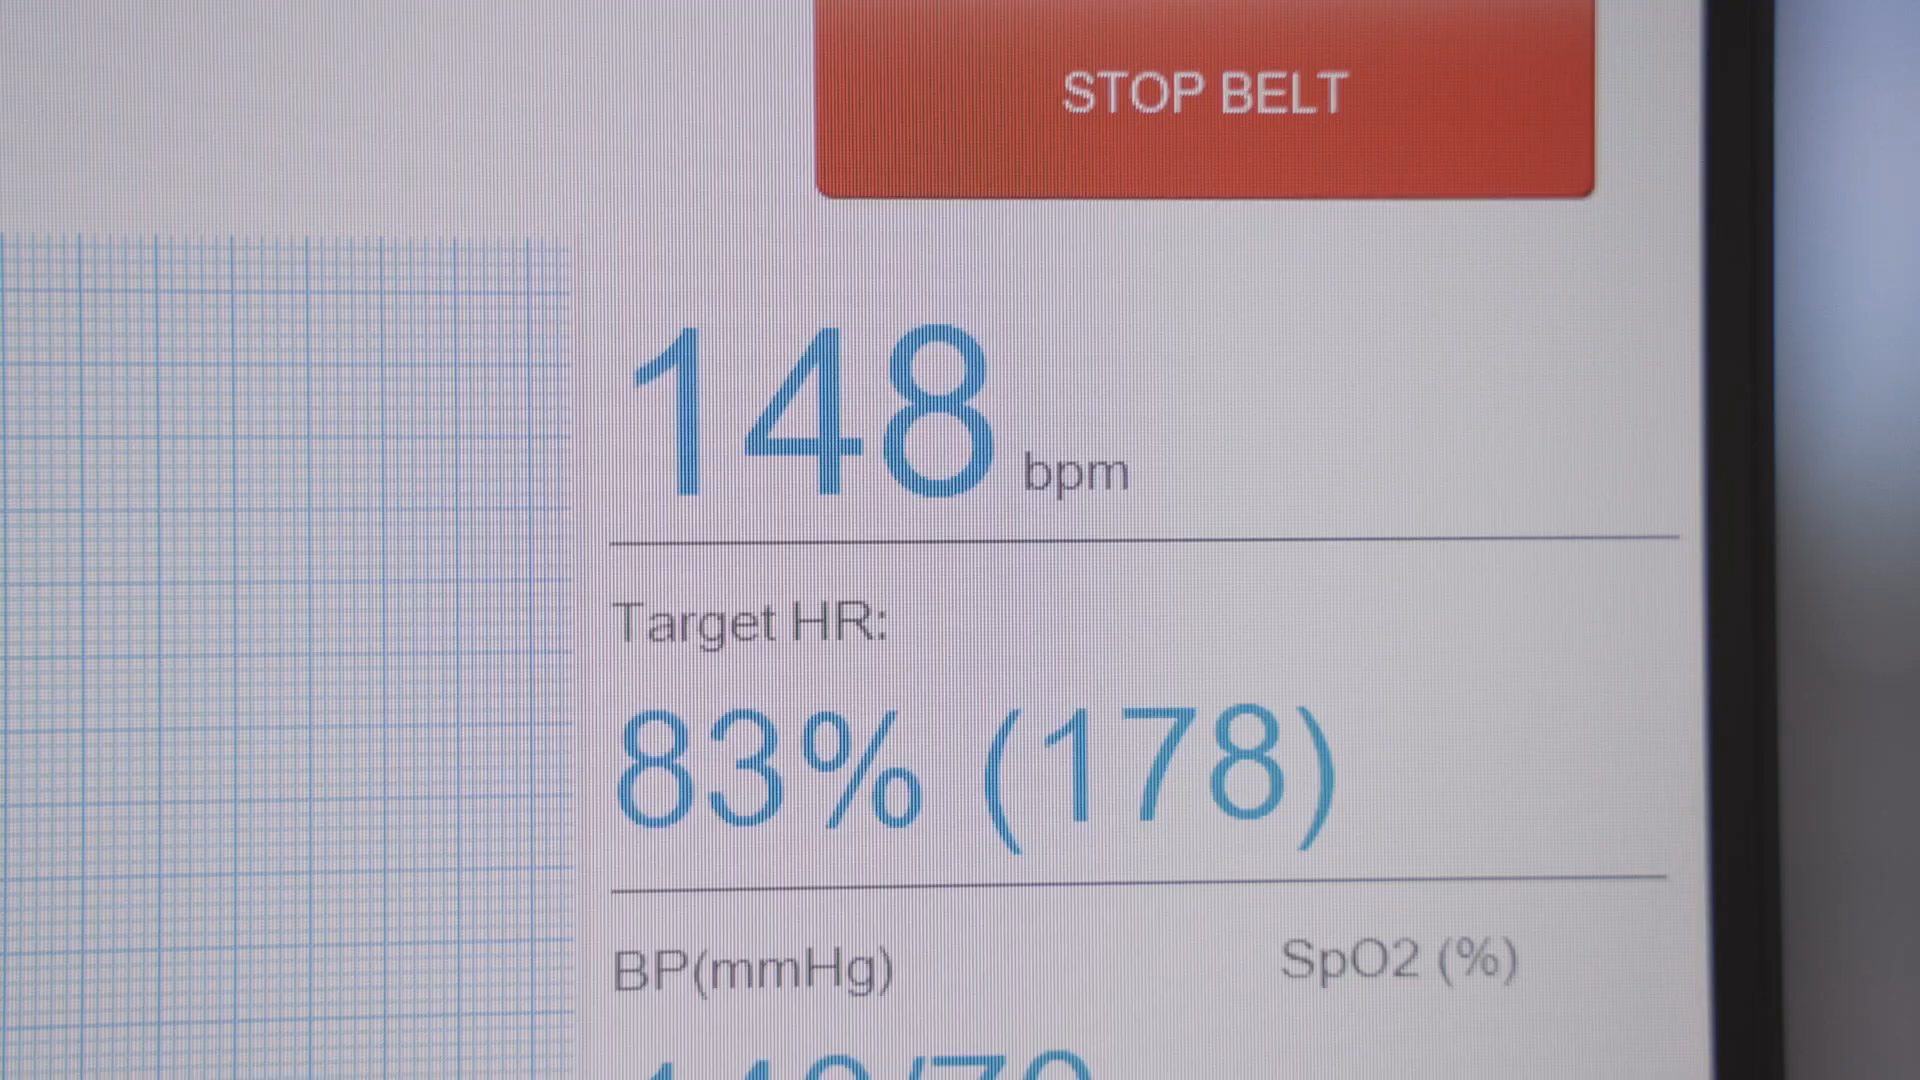 STOP BELT
148 bpm
Target HR:
83% (178)
BP(mmHg) SpO2 (%)